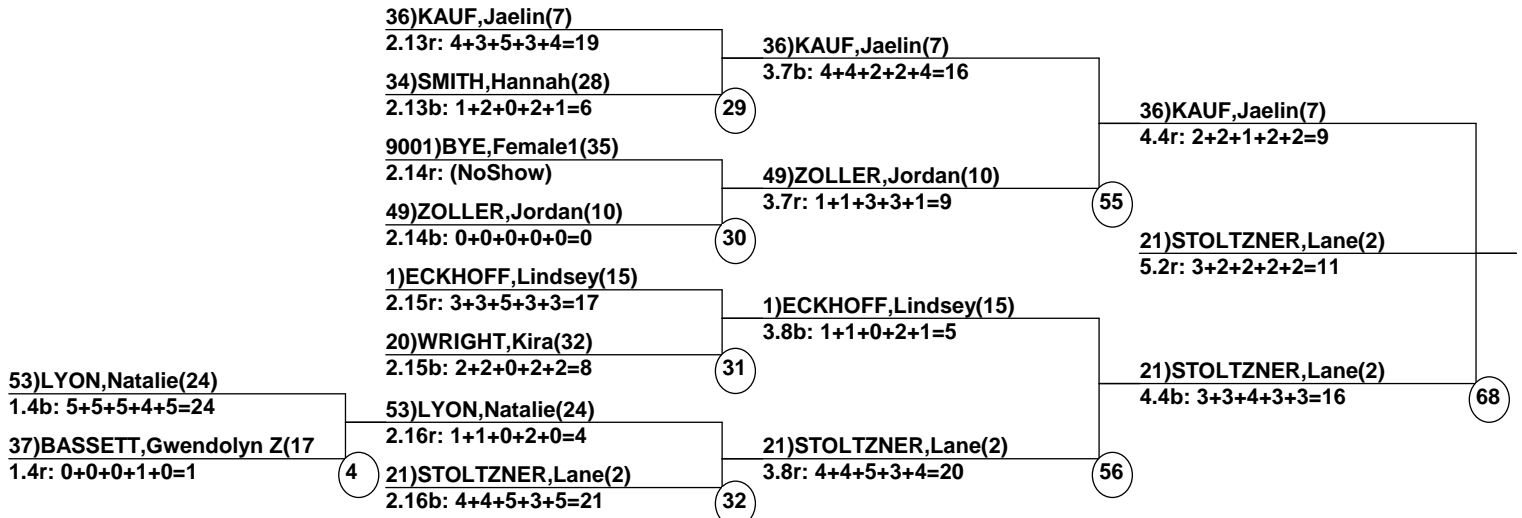 36)KAUF,Jaelin(7)
2.13r: 4+3+5+3+4=19
34)SMITH,Hannah(28)
2.13b: 1+2+0+2+1=6
29
9001)BYE,Female1(35)
2.14r: (NoShow)
49)ZOLLER,Jordan(10)
2.14b: 0+0+0+0+0=0
30
1)ECKHOFF,Lindsey(15)
2.15r: 3+3+5+3+3=17
20)WRIGHT,Kira(32)
2.15b: 2+2+0+2+2=8
31
53)LYON,Natalie(24)
1.4b: 5+5+5+4+5=24
37)BASSETT,Gwendolyn Z(17
1.4r: 0+0+0+1+0=1
4
53)LYON,Natalie(24)
2.16r: 1+1+0+2+0=4
21)STOLTZNER,Lane(2)
2.16b: 4+4+5+3+5=21
32
36)KAUF,Jaelin(7)
3.7b: 4+4+2+2+4=16
49)ZOLLER,Jordan(10)
3.7r: 1+1+3+3+1=9
55
1)ECKHOFF,Lindsey(15)
3.8b: 1+1+0+2+1=5
21)STOLTZNER,Lane(2)
3.8r: 4+4+5+3+4=20
56
36)KAUF,Jaelin(7)
4.4r: 2+2+1+2+2=9
21)STOLTZNER,Lane(2)
5.2r: 3+2+2+2+2=11
21)STOLTZNER,Lane(2)
4.4b: 3+3+4+3+3=16
68